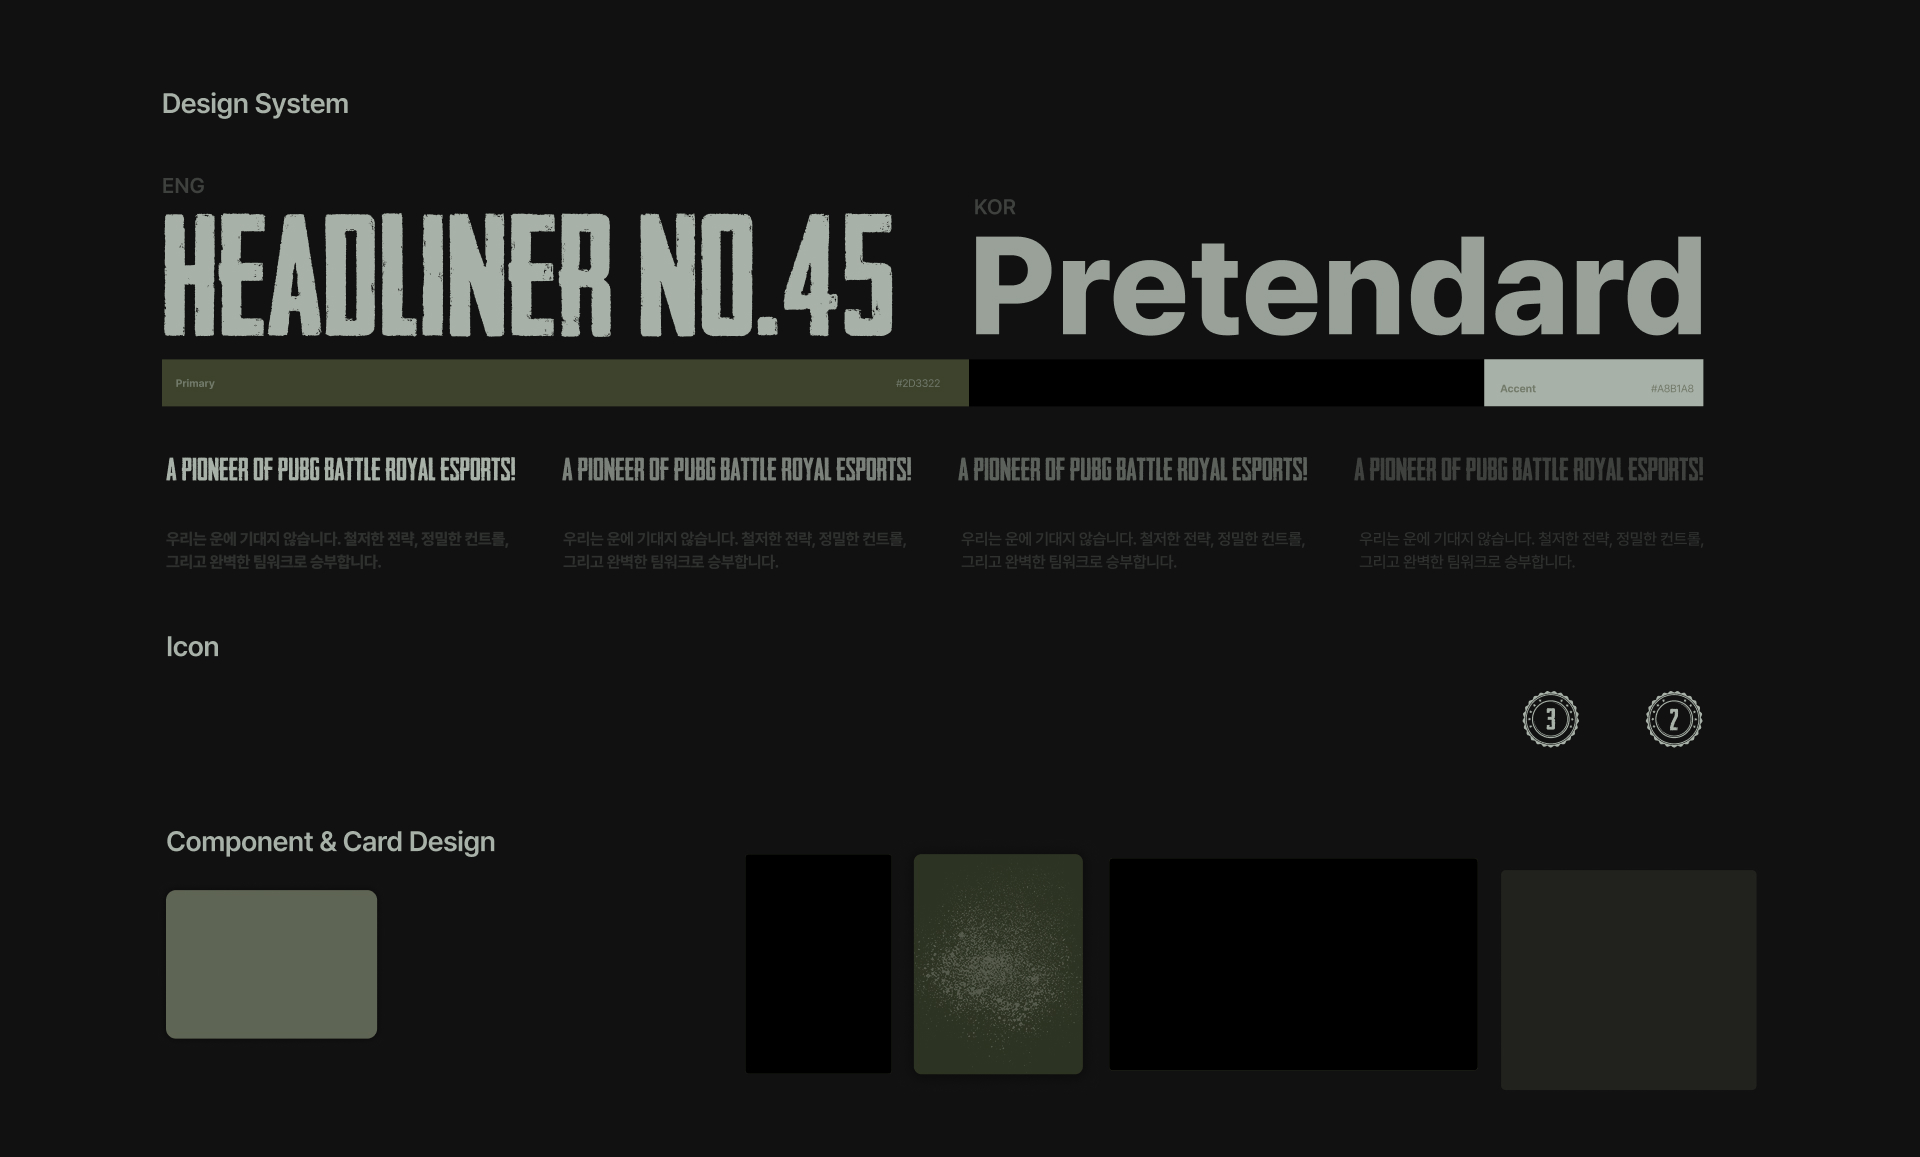 Design System
ENG
HEADLINER NO.45
KOR
Pretendard
Primary
#2D3322
Accent
#A8B1A8
A PIONEER OF PUBG BATTLE ROYAL ESPORTS!
A PIONEER OF PUBG BATTLE ROYAL ESPORTS!
A PIONEER OF PUBG BATTLE ROYAL ESPORTS!
A PIONEER OF PUBG BATTLE ROYAL ESPORTS!
우리는 운에 기대지 않습니다. 철저한 전략, 정밀한 컨트롤,
그리고 완벽한 팀워크로 승부합니다.
우리는 운에 기대지 않습니다. 철저한 전략, 정밀한 컨트롤,
그리고 완벽한 팀워크로 승부합니다.
우리는 운에 기대지 않습니다. 철저한 전략, 정밀한 컨트롤,
그리고 완벽한 팀워크로 승부합니다.
우리는 운에 기대지 않습니다. 철저한 전략, 정밀한 컨트롤,
그리고 완벽한 팀워크로 승부합니다.
Icon
3
2
Component & Card Design